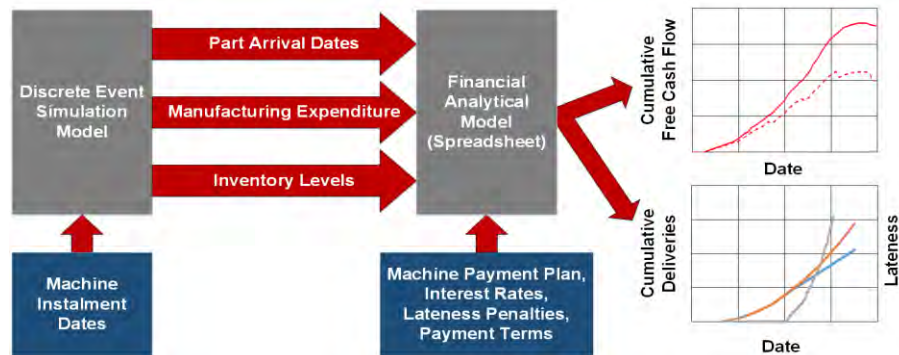 Discrete Event
Simulation
Model
Part Arrival Dates
Manufacturing Expenditure
Inventory Levels
Financial
Analytical
Model
(Spreadsheet)
Machine
Instalment
Dates
Machine Payment Plan,
Interest Rates,
Lateness Penalties,
Payment Terms
Cumulative
Free Cash Flow
Date
Cumulative
Deliveries
Lateness
Date